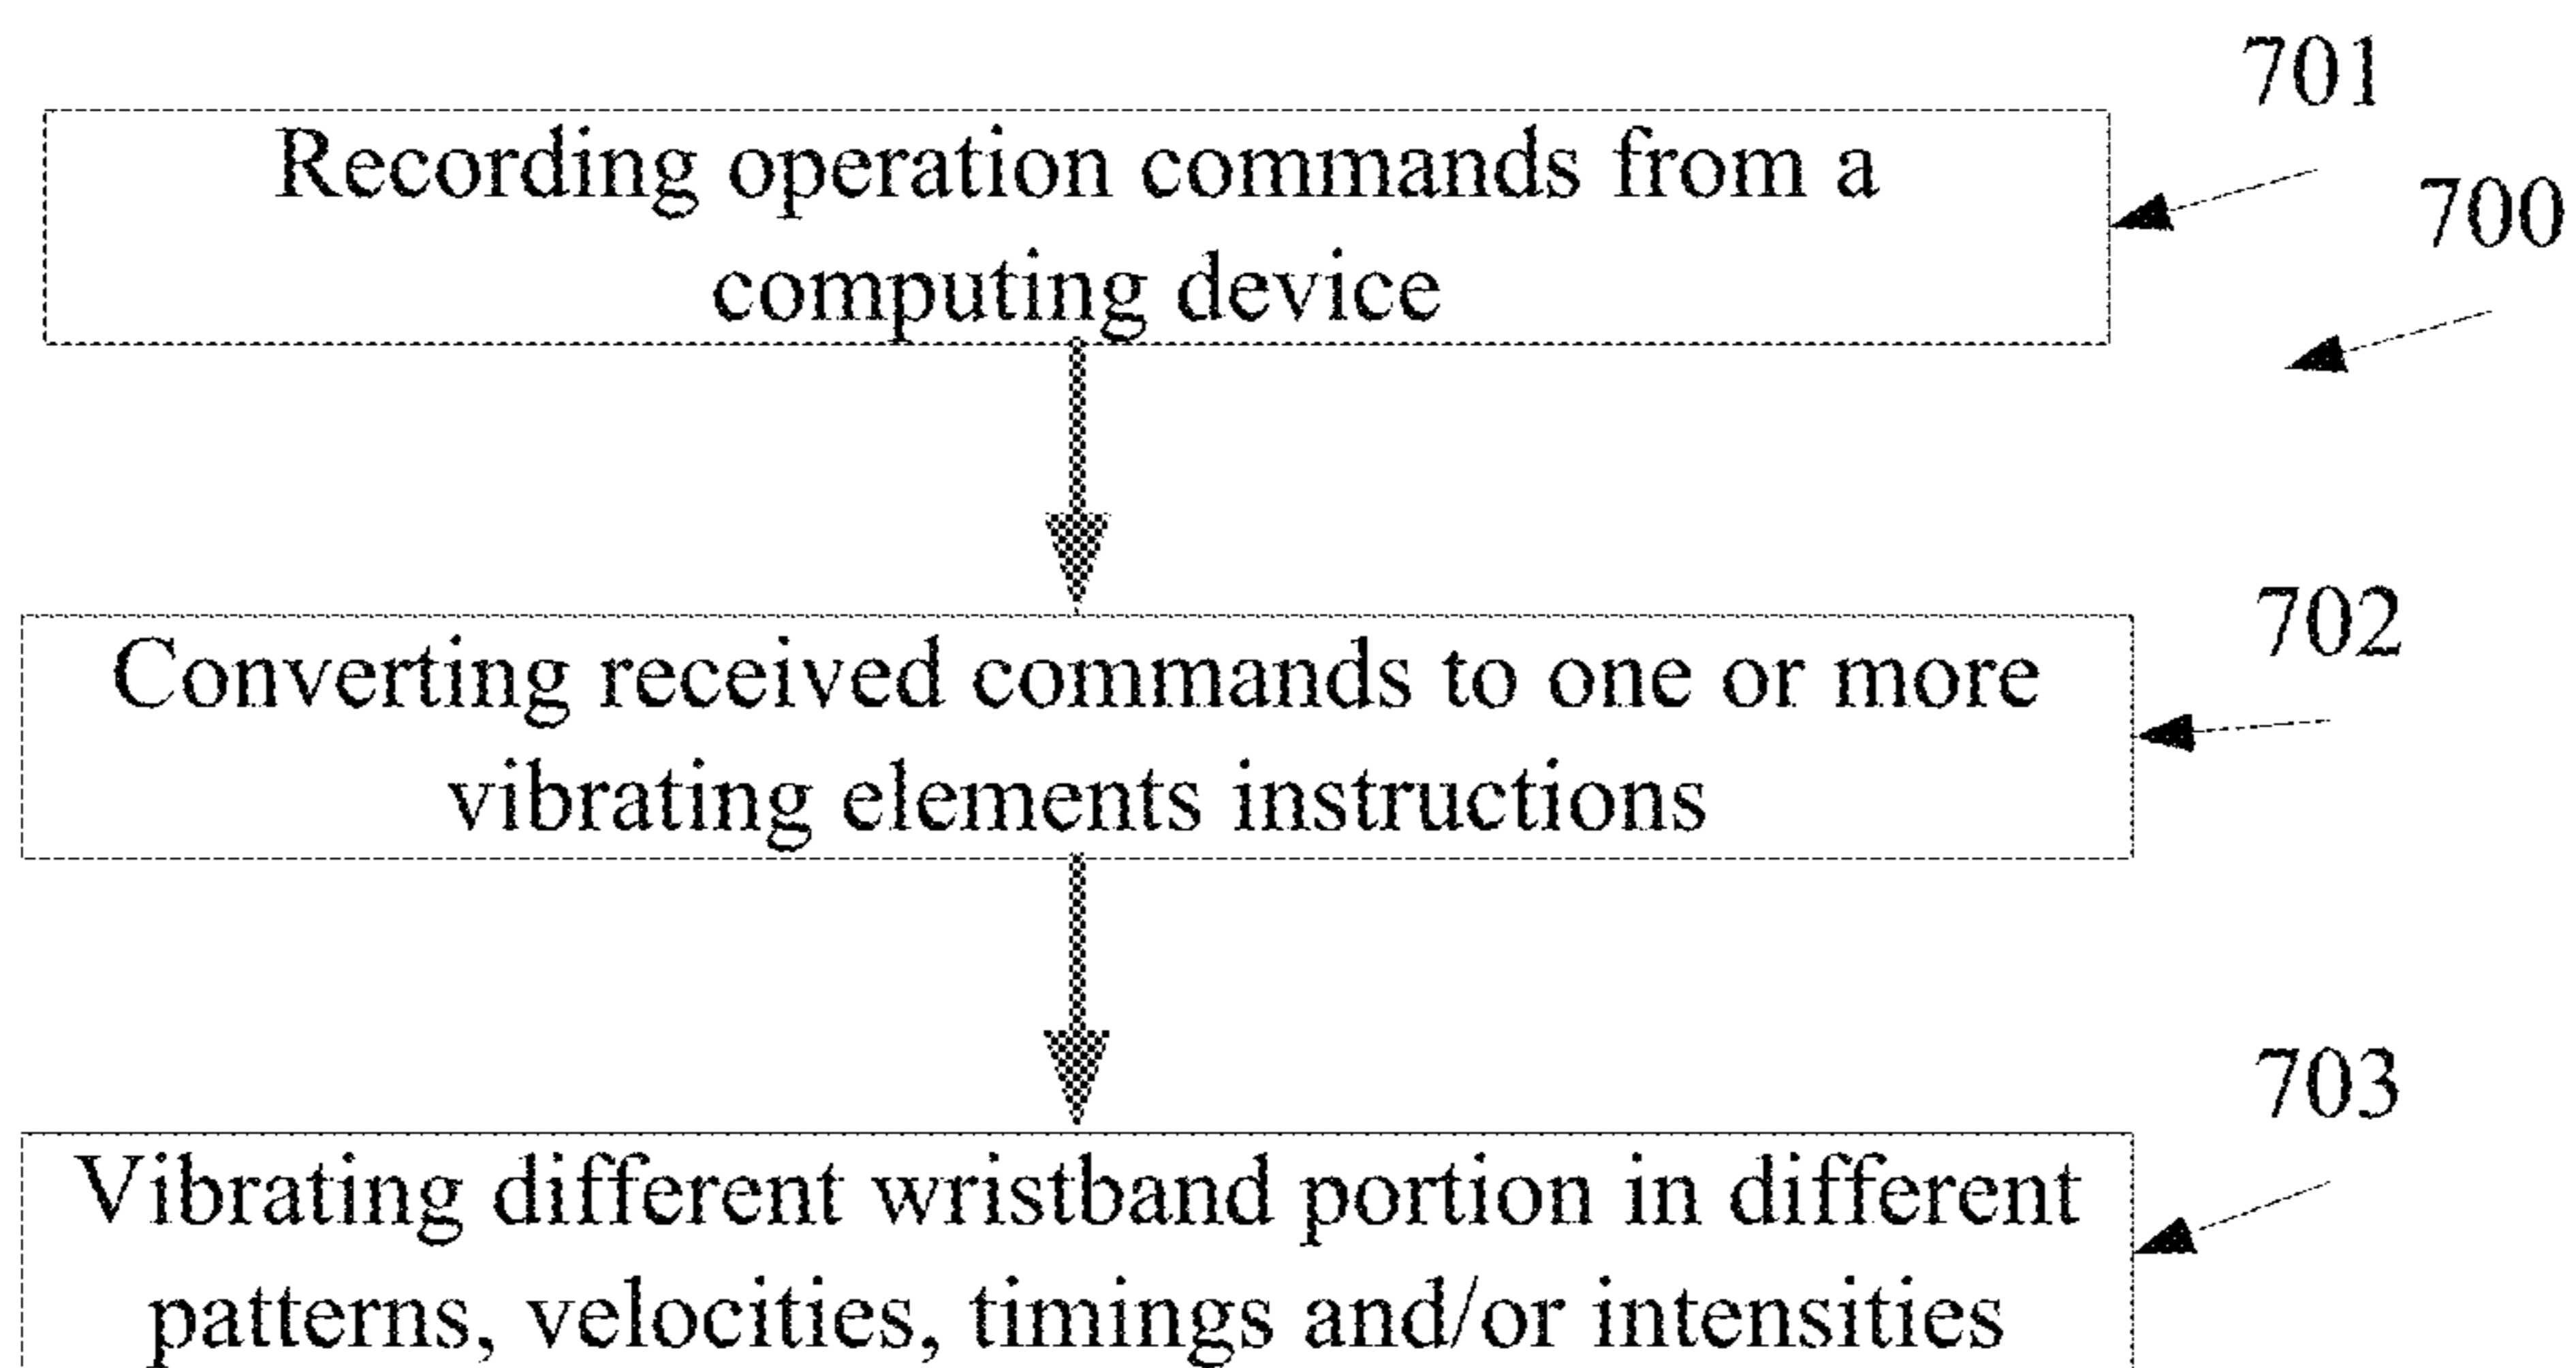 701
Recording operation commands from a
700
computing device
702
Converting received commands to one or more
vibrating elements instructions
703
Vibrating different wristband portion in different
patterns, velocities, timings and/or intensities